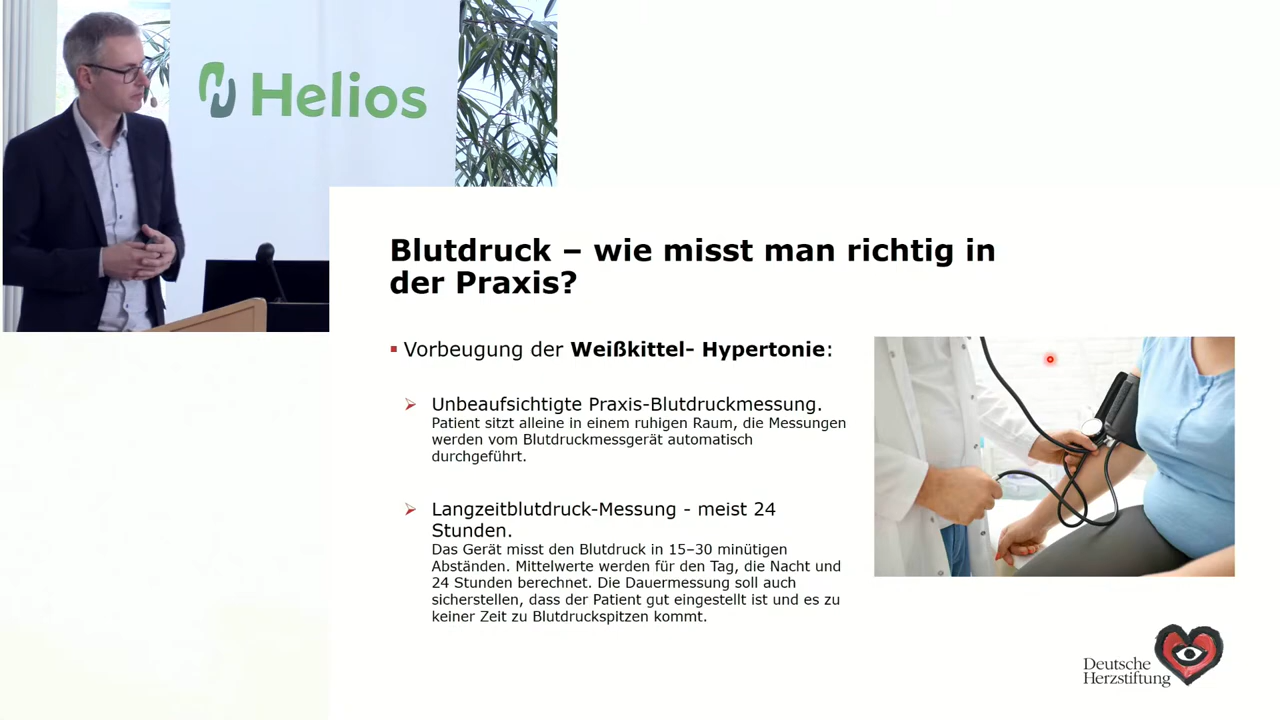 Helios
Blutdruck – wie misst man richtig in
der Praxis?
▪ Vorbeugung der Weißkittel- Hypertonie:
➢ Unbeaufsichtigte Praxis-Blutdruckmessung.
Patient sitzt alleine in einem ruhigen Raum, die Messungen
werden vom Blutdruckmessgerät automatisch
durchgeführt.
➢ Langzeitblutdruck-Messung - meist 24
Stunden.
Das Gerät misst den Blutdruck in 15–30 minütigen
Abständen. Mittelwerte werden für den Tag, die Nacht und
24 Stunden berechnet. Die Dauermessung soll auch
sicherstellen, dass der Patient gut eingestellt ist und es zu
keiner Zeit zu Blutdruckspitzen kommt.
Deutsche
Herzstiftung